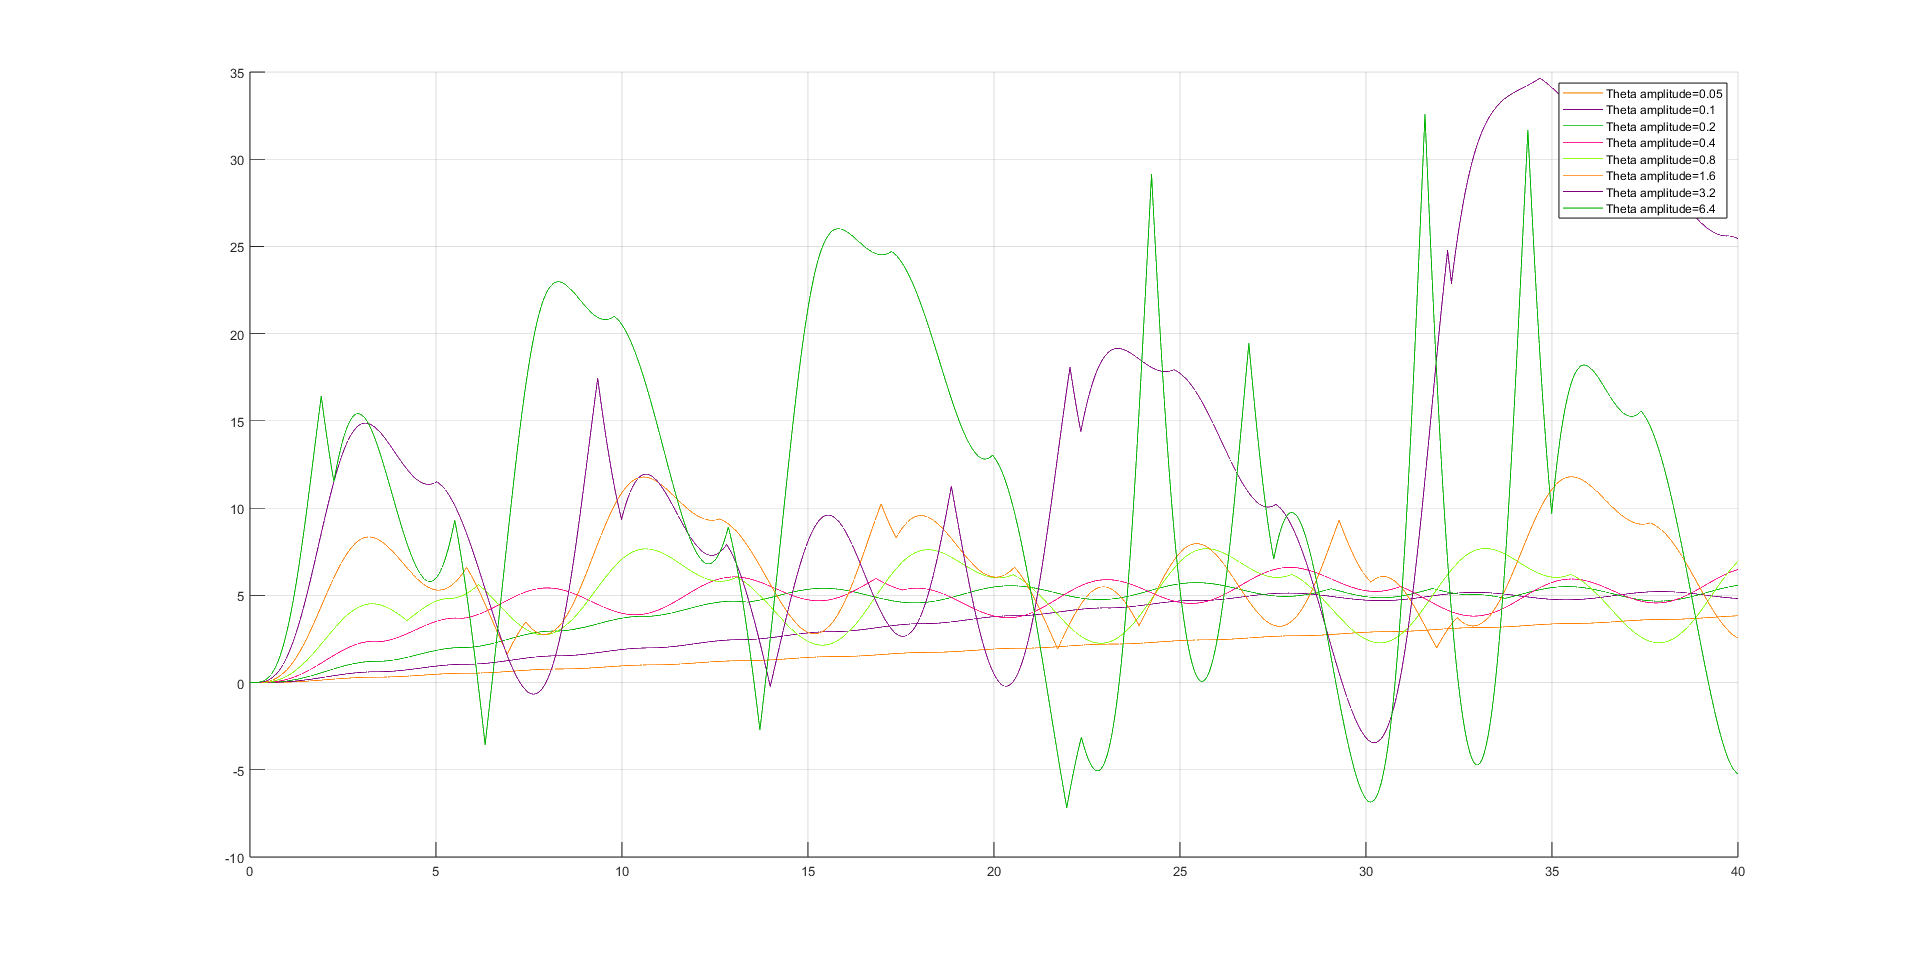 35
30
25
20
15
10
5
0
-5
-10
0 5 10 15 20 25 30 35 40
Theta amplitude=0.05
Theta amplitude=0.1
Theta amplitude=0.2
Theta amplitude=0.4
Theta amplitude=0.8
Theta amplitude=1.6
Theta amplitude=3.2
Theta amplitude=6.4